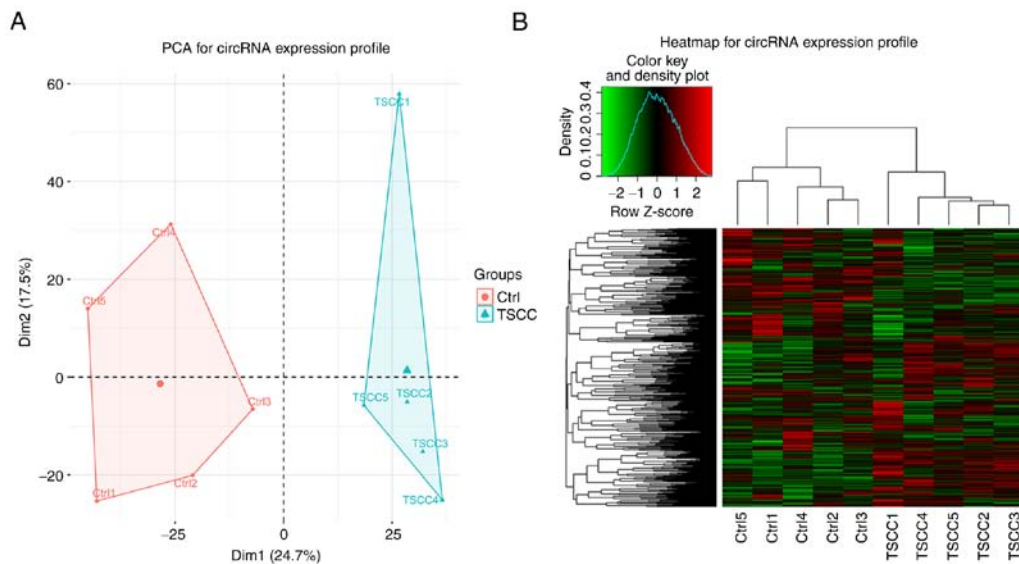 A
PCA for circRNA expression profile
60
40
20
0
−20
Dim2 (17.5%)
TSCC1
Ctrl4
Ctrl5
Ctrl3
TSCC5
TSCC2
TSCC3
Ctrl2
Ctrl1
TSCC4
−25
0
25
Dim1 (24.7%)
Groups
Ctrl
TSCC
B
Heatmap for circRNA expression profile
Color key
and density plot
Density
0 0.1 0.2 0.3 0.4
−2 −1 0 1 2
Row Z-score
Ctrl5
Ctrl1
Ctrl4
Ctrl2
Ctrl3
TSCC1
TSCC4
TSCC5
TSCC2
TSCC3